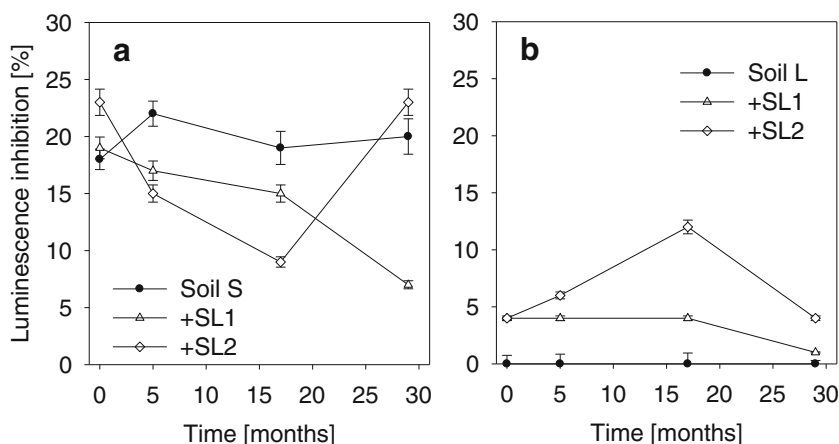 Luminescence inhibition [%]
30
25
20
15
10
5
0
a
Soil S
+SL1
+SL2
0 5 10 15 20 25 30
Time [months]
30
25
20
15
10
5
0
b
Soil L
+SL1
+SL2
0 5 10 15 20 25 30
Time [months]